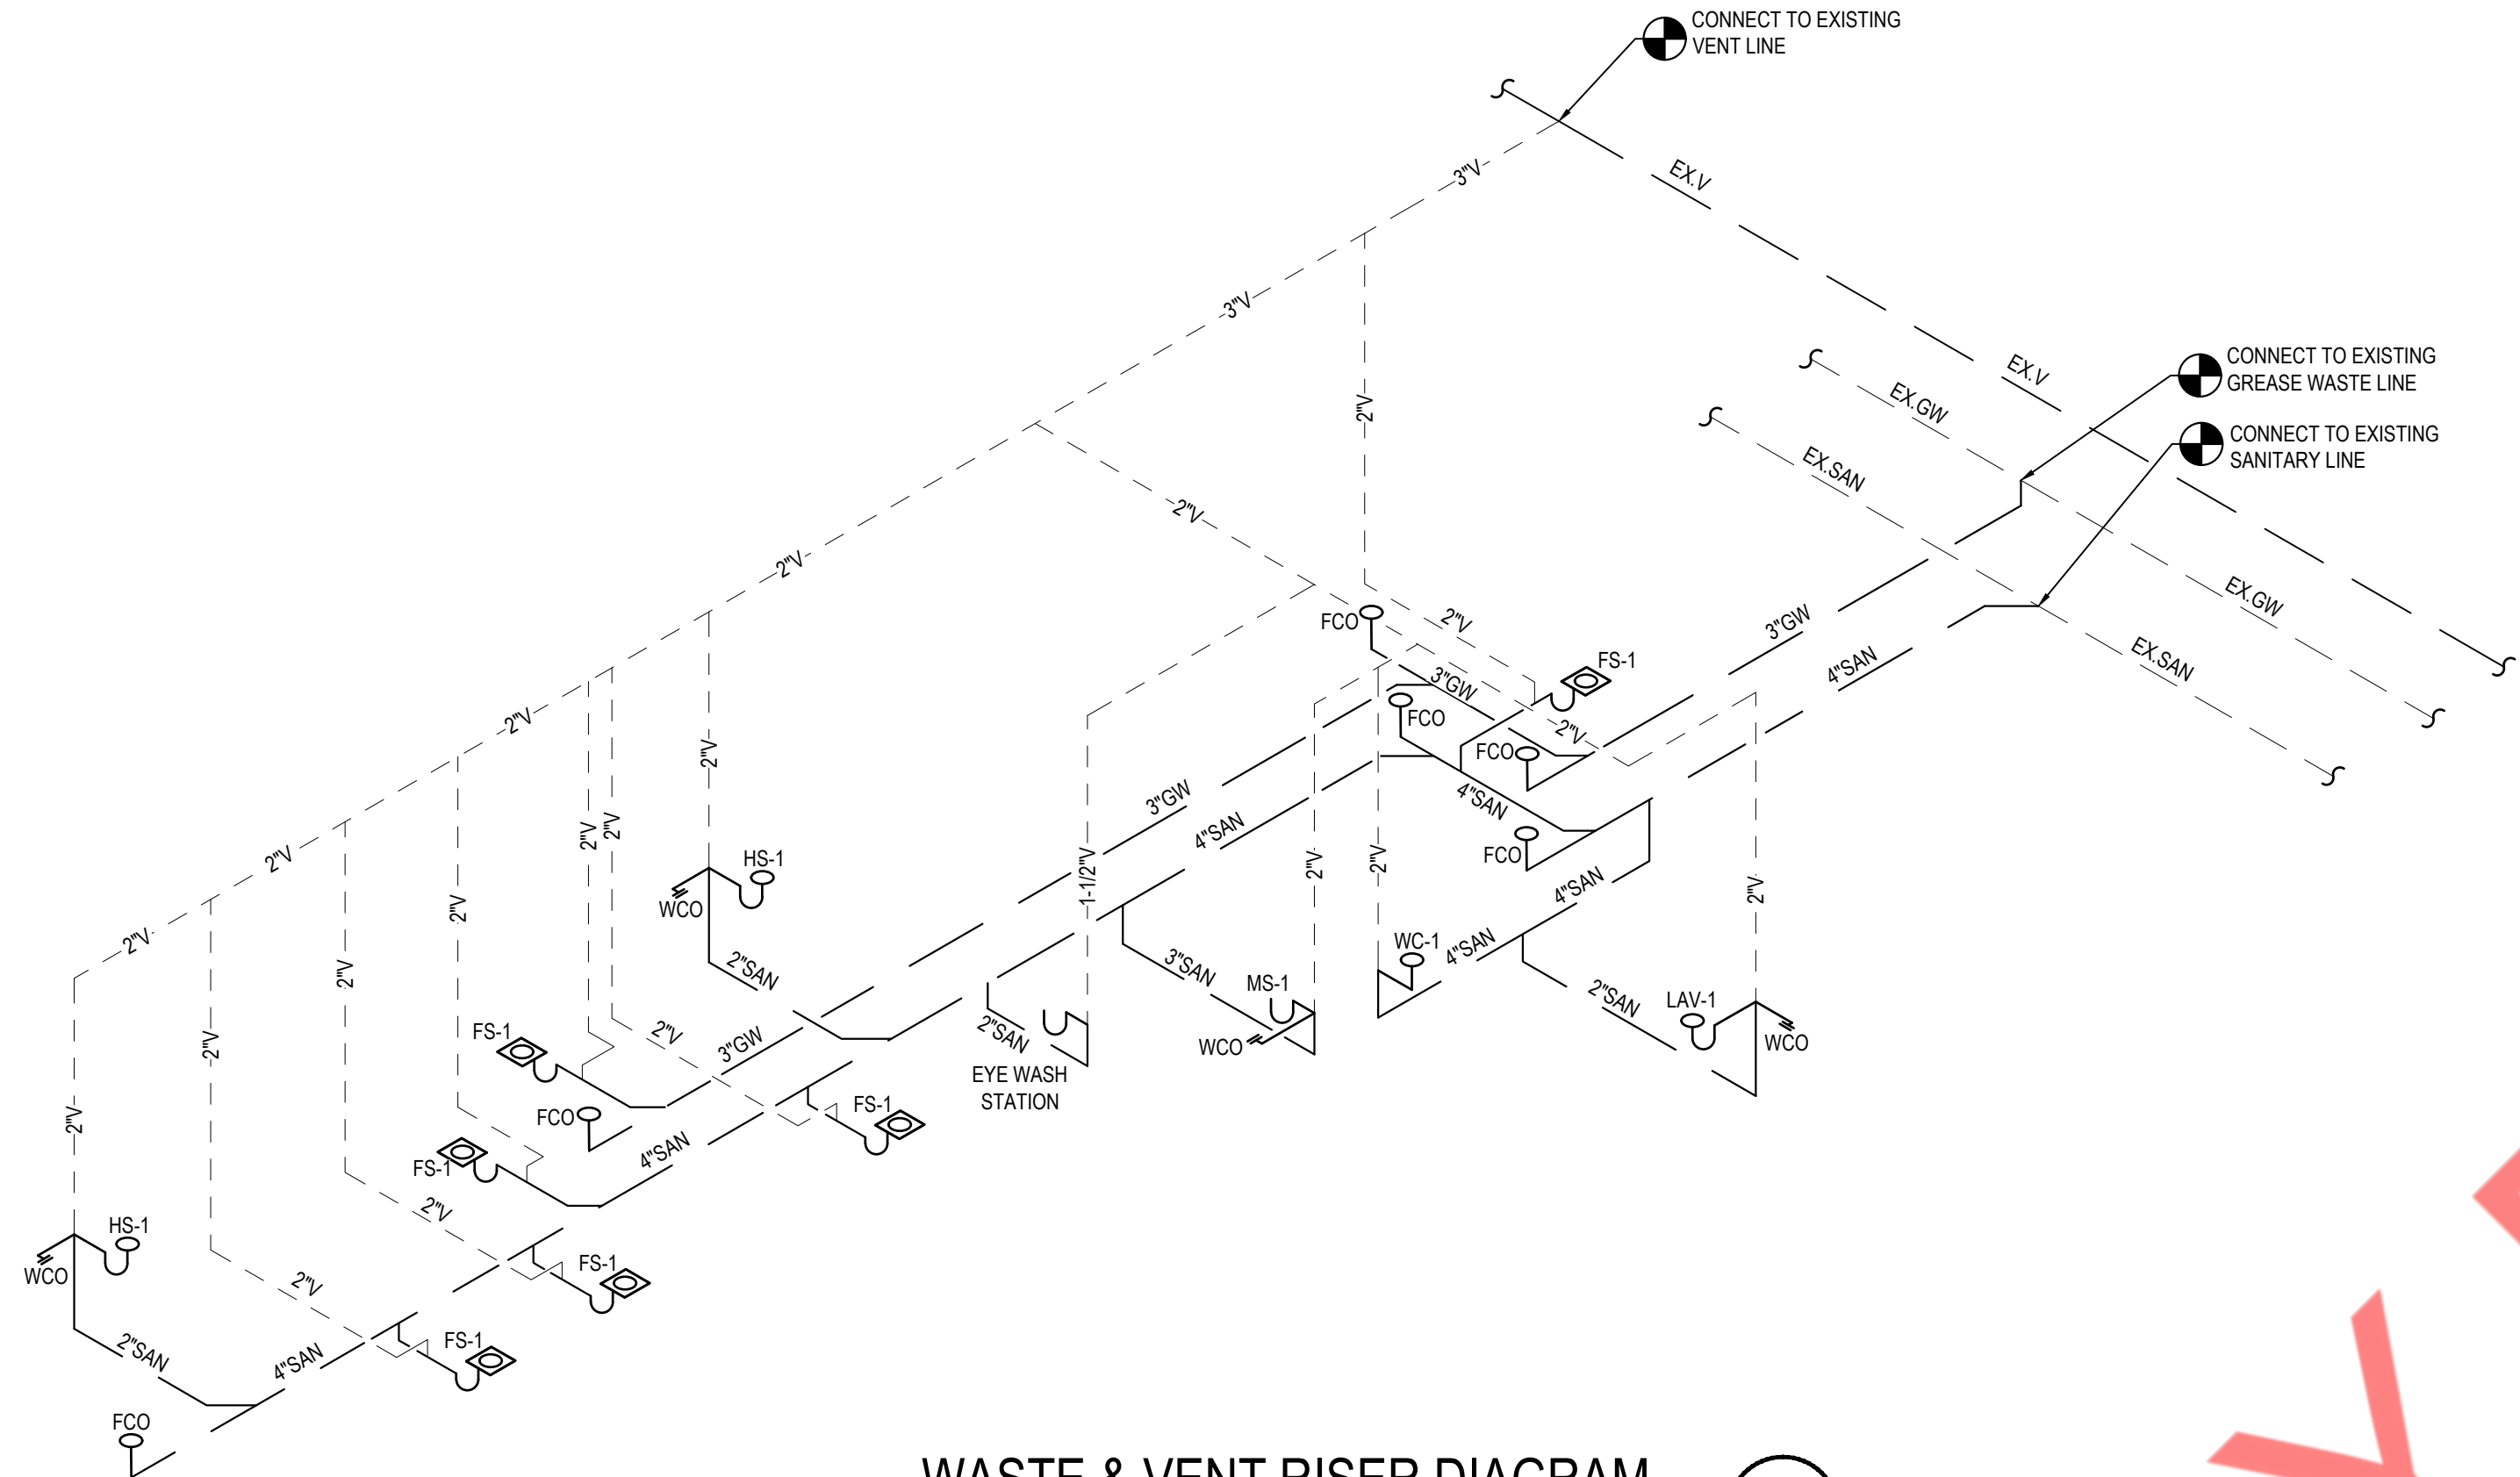 CONNECT TO EXISTING
VENT LINE
3"V
EX.V
3"V
EX.V
CONNECT TO EXISTING
GREASE WASTE LINE
EX.GW
2"V
CONNECT TO EXISTING
SANITARY LINE
EX.SAN
2"V
2"V
EX.GW
FCO
2"V
3"GW
EX.SAN
4"SAN
FS-1
3"GW
2"V
FCO
2"V
FCO
2"V
3"GW
4"SAN
4"SAN
2"V
2"V
FCO
2"V
HS-1
1-1/2"V
2"V
2"V
4"SAN
2"V
2"V
WCO
2"V
WC-1
4"SAN
2"SAN
3"SAN
MS-1
2"SAN
LAV-1
2"V
FS-1
2"V
3"GW
2"SAN
WCO
WCO
2"V
EYE WASH
STATION
FCO
FS-1
2"V
4"SAN
FS-1
2"V
HS-1
WCO
FS-1
2"V
FS-1
2"SAN
4"SAN
FCO
WASTE & VENT RISER DIAGRAM